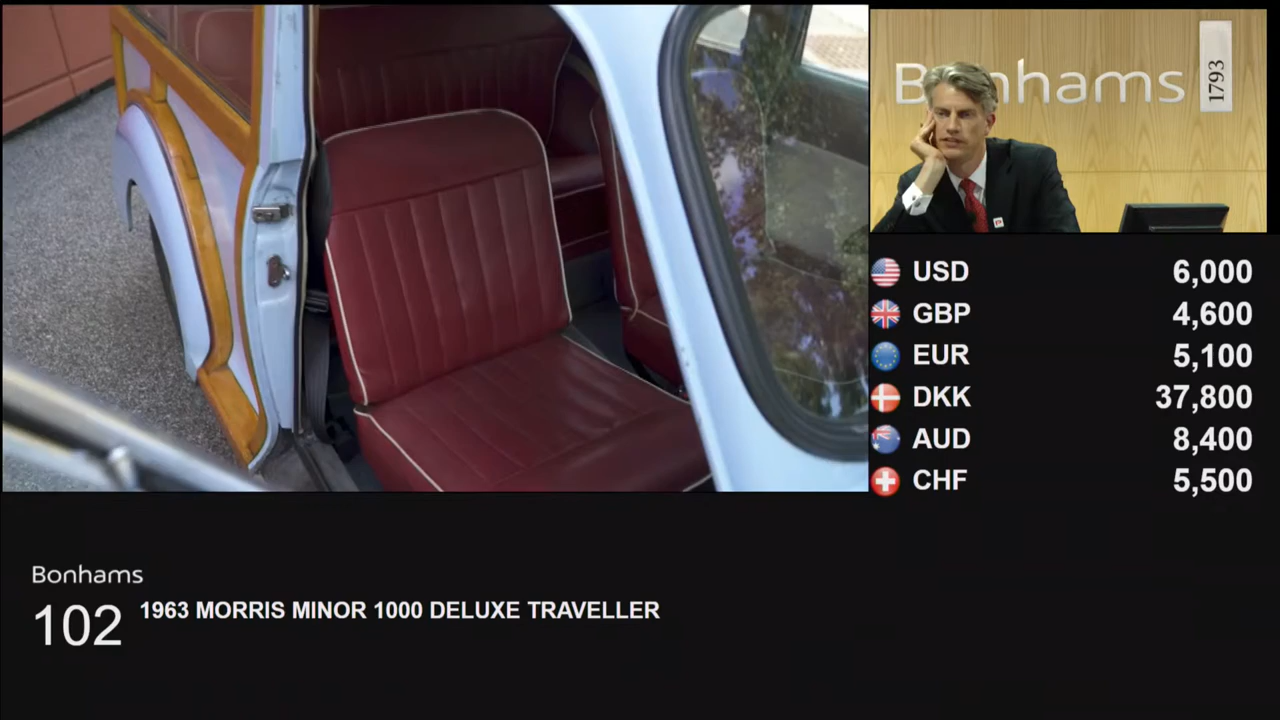 Bonhams
1793
USD 6,000
GBP 4,600
EUR 5,100
DKK 37,800
AUD 8,400
CHF 5,500
Bonhams
102 1963 MORRIS MINOR 1000 DELUXE TRAVELLER